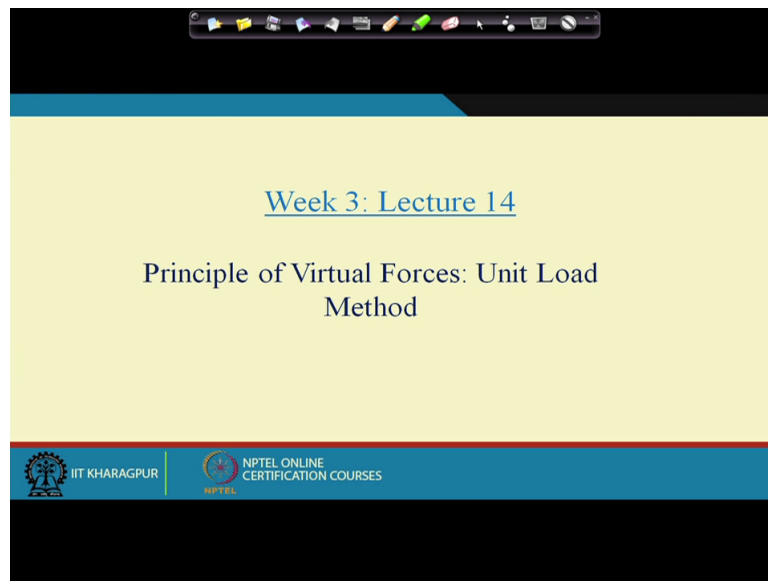 Week 3: Lecture 14
Principle of Virtual Forces: Unit Load
Method
IIT KHARAGPUR
NPTEL
NPTEL ONLINE
CERTIFICATION COURSES